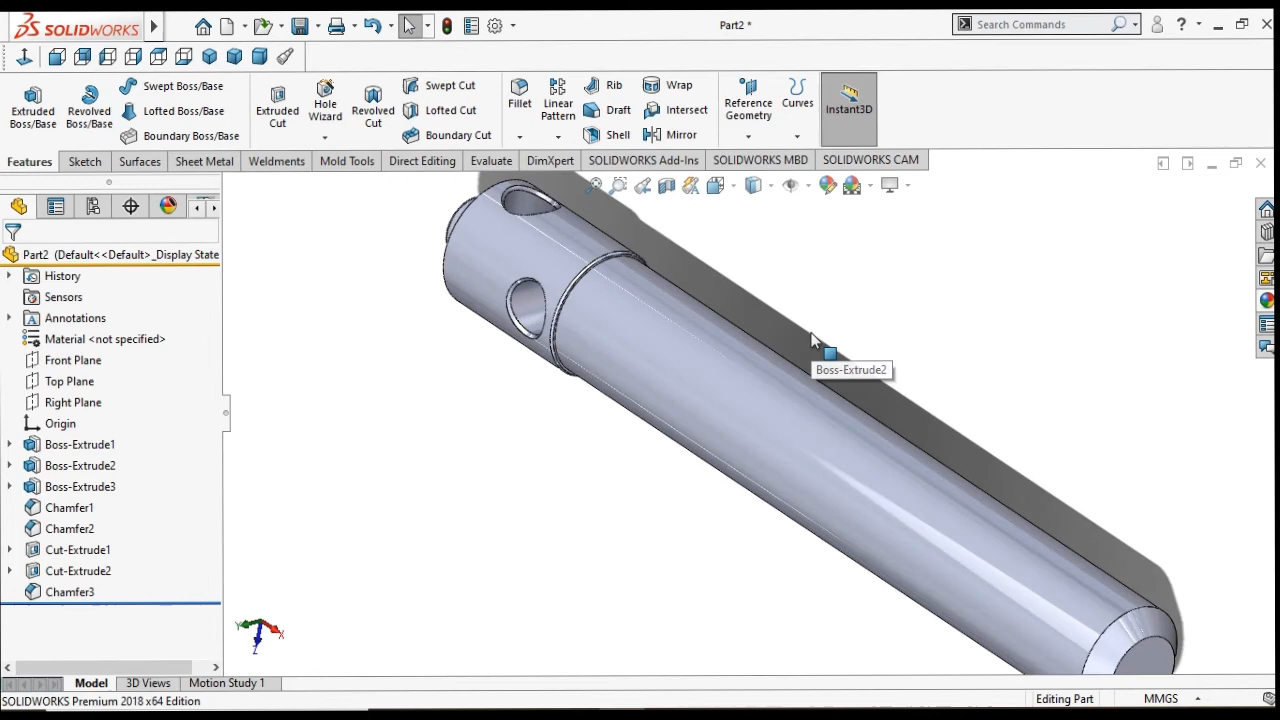 SOLIDWORKS
Part2 *
Search Commands
?
Extruded Boss/Base
Revolved Boss/Base
Swept Boss/Base
Lofted Boss/Base
Boundary Boss/Base
Extruded Cut
Hole Wizard
Revolved Cut
Swept Cut
Lofted Cut
Boundary Cut
Fillet
Linear Pattern
Rib
Draft
Shell
Wrap
Intersect
Mirror
Reference Geometry
Curves
Instant3D
Features
Sketch
Surfaces
Sheet Metal
Weldments
Mold Tools
Direct Editing
Evaluate
DimXpert
SOLIDWORKS Add-Ins
SOLIDWORKS MBD
SOLIDWORKS CAM
Part2 (Default<<Default>_Display State
History
Sensors
Annotations
Material <not specified>
Front Plane
Top Plane
Right Plane
Origin
Boss-Extrude1
Boss-Extrude2
Boss-Extrude3
Chamfer1
Chamfer2
Cut-Extrude1
Cut-Extrude2
Chamfer3
Boss-Extrude2
Y
X
Z
Model
3D Views
Motion Study 1
SOLIDWORKS Premium 2018 x64 Edition
Editing Part
MMGS